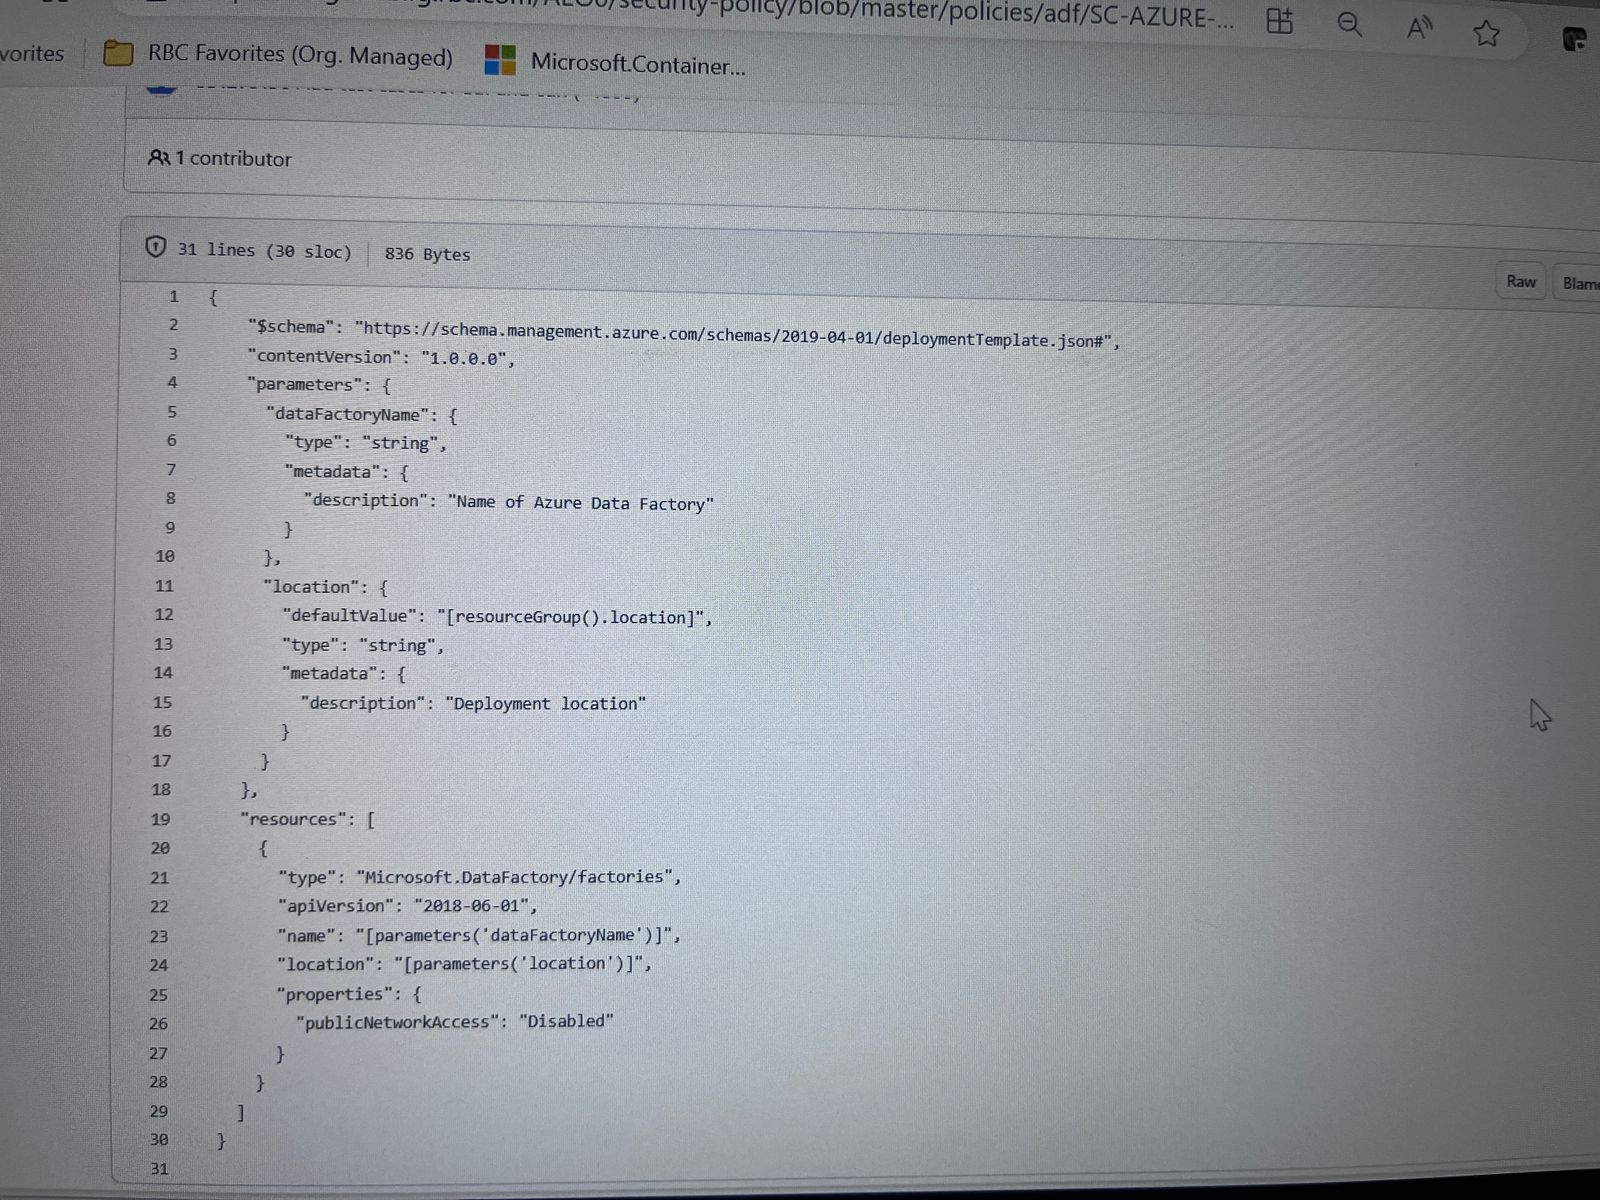 security-policy/blob/master/policies/adf/SC-AZURE-...
vorites
RBC Favorites (Org. Managed)
Microsoft.Container...
1 contributor
31 lines (30 sloc)
836 Bytes
Raw
Blame
1 {
2 "$schema": "https://schema.management.azure.com/schemas/2019-04-01/deploymentTemplate.json#",
3 "contentVersion": "1.0.0.0",
4 "parameters": {
5 "dataFactoryName": {
6 "type": "string",
7 "metadata": {
8 "description": "Name of Azure Data Factory"
9 }
10 },
11 "location": {
12 "defaultValue": "[resourceGroup().location]",
13 "type": "string",
14 "metadata": {
15 "description": "Deployment location"
16 }
17 }
18 },
19 "resources": [
20 {
21 "type": "Microsoft.DataFactory/factories",
22 "apiVersion": "2018-06-01",
23 "name": "[parameters('dataFactoryName')]",
24 "location": "[parameters('location')]",
25 "properties": {
26 "publicNetworkAccess": "Disabled"
27 }
28 }
29 ]
30 }
31